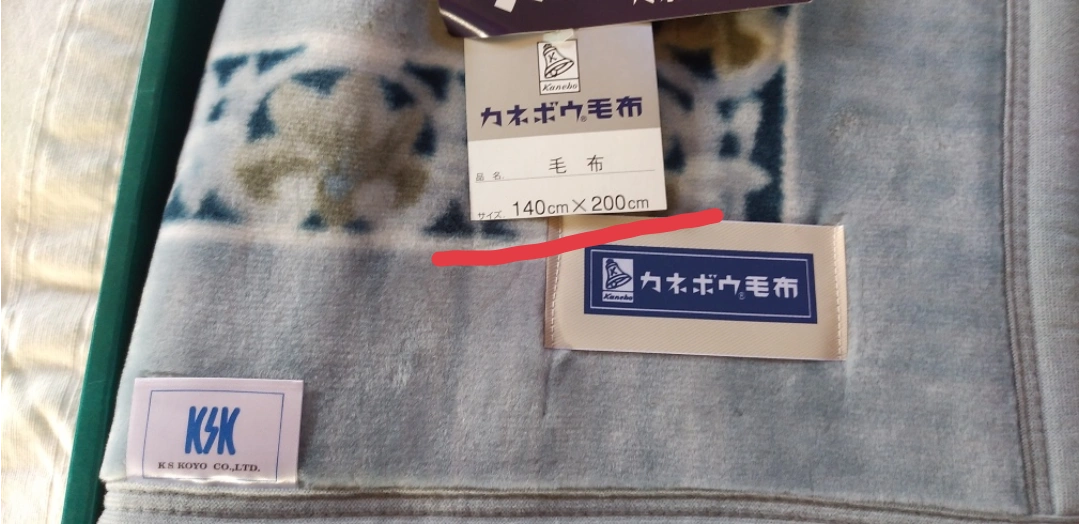 K
Kanebo
カネボウ®毛布
品名. 毛布
サイズ. 140cm×200cm
Kanebo
カネボウ®毛布
KSK
KS KOYO CO.,LTD.